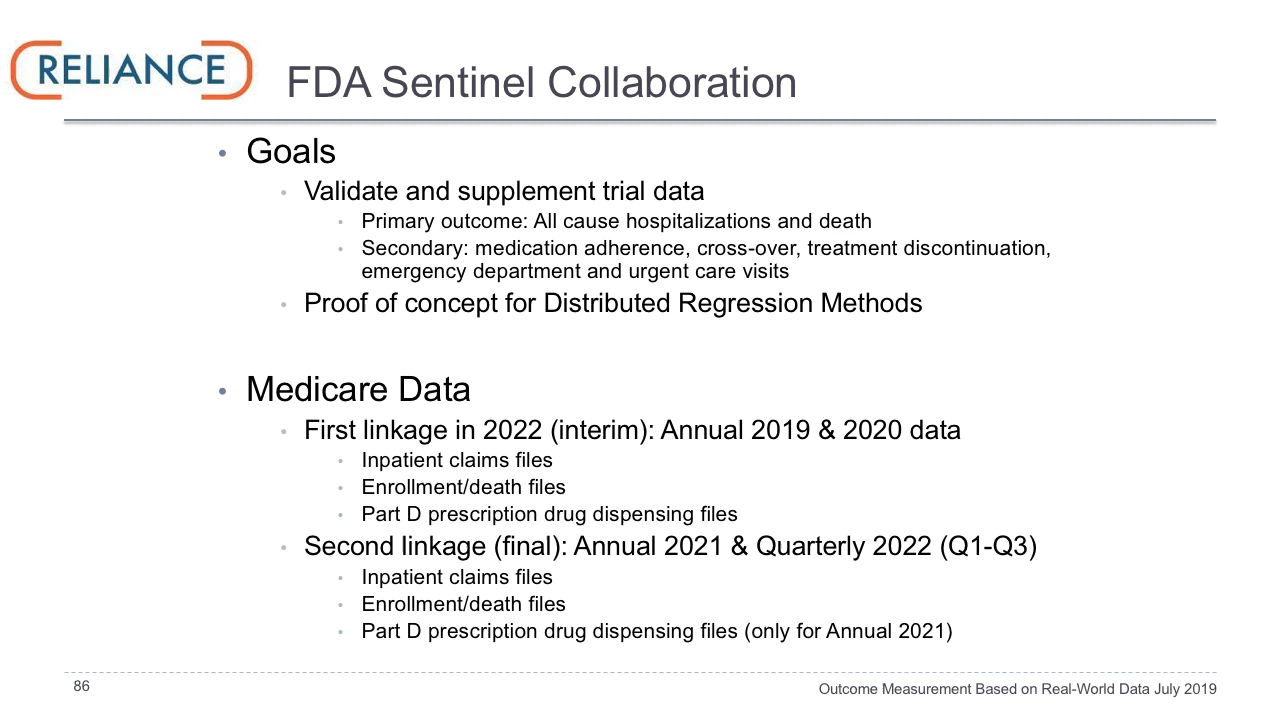 RELIANCE
FDA Sentinel Collaboration
• Goals
• Validate and supplement trial data
• Primary outcome: All cause hospitalizations and death
• Secondary: medication adherence, cross-over, treatment discontinuation,
emergency department and urgent care visits
• Proof of concept for Distributed Regression Methods
• Medicare Data
• First linkage in 2022 (interim): Annual 2019 & 2020 data
• Inpatient claims files
• Enrollment/death files
• Part D prescription drug dispensing files
• Second linkage (final): Annual 2021 & Quarterly 2022 (Q1-Q3)
• Inpatient claims files
• Enrollment/death files
• Part D prescription drug dispensing files (only for Annual 2021)
86
Outcome Measurement Based on Real-World Data July 2019